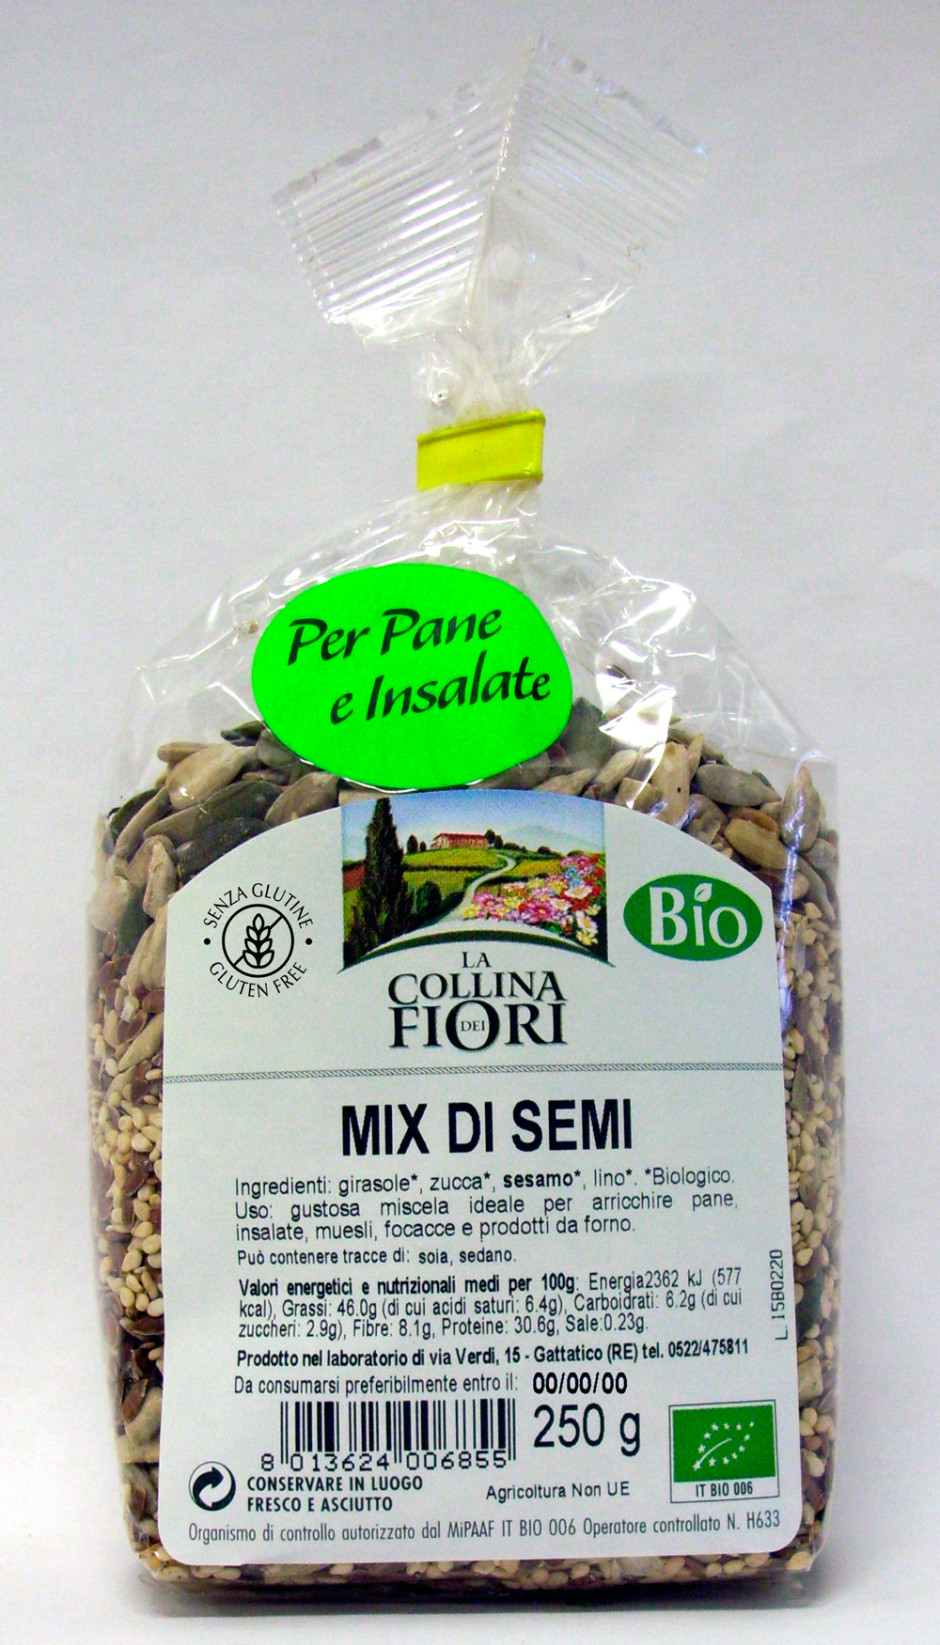 Per Pane
e Insalate
SENZA GLUTINE
GLUTEN FREE
Bio
LA
COLLINA
DEI
FIORI
MIX DI SEMI
Ingredienti: girasole*, zucca*, sesamo*, lino*. *Biologico.
Uso: gustosa miscela ideale per arricchire pane,
insalate, muesli, focacce e prodotti da forno.
Può contenere tracce di: soia, sedano.
Valori energetici e nutrizionali medi per 100g: Energia2362 kJ (577
kcal), Grassi: 46.0g (di cui acidi saturi: 6.4g), Carboidrati: 6.2g (di cui
zuccheri: 2.9g), Fibre: 8.1g, Proteine: 30.6g, Sale:0.23g.
Prodotto nel laboratorio di via Verdi, 15 - Gattatico (RE) tel. 0522/475811
Da consumarsi preferibilmente entro il: 00/00/00
L. 1580220
250 g
8 013624 006855
CONSERVARE IN LUOGO
FRESCO E ASCIUTTO
Agricoltura Non UE
IT BIO 006
Organismo di controllo autorizzato dal MiPAAF IT BIO 006 Operatore controllato N. H633